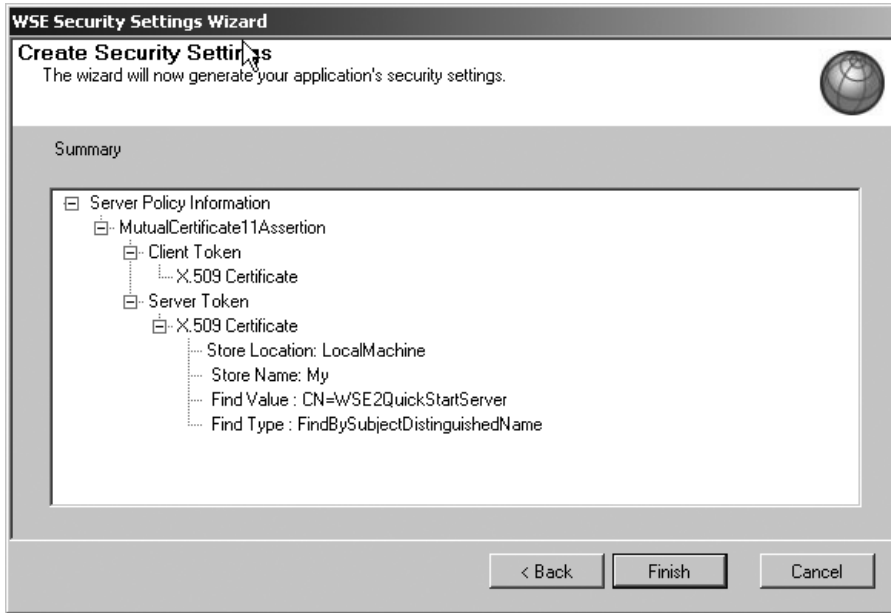 WSE Security Settings Wizard
Create Security Settings
The wizard will now generate your application's security settings.
Summary
Server Policy Information
MutualCertificate11Assertion
Client Token
X.509 Certificate
Server Token
X.509 Certificate
Store Location: LocalMachine
Store Name: My
Find Value : CN=WSE2QuickStartServer
Find Type : FindBySubjectDistinguishedName
< Back
Finish
Cancel